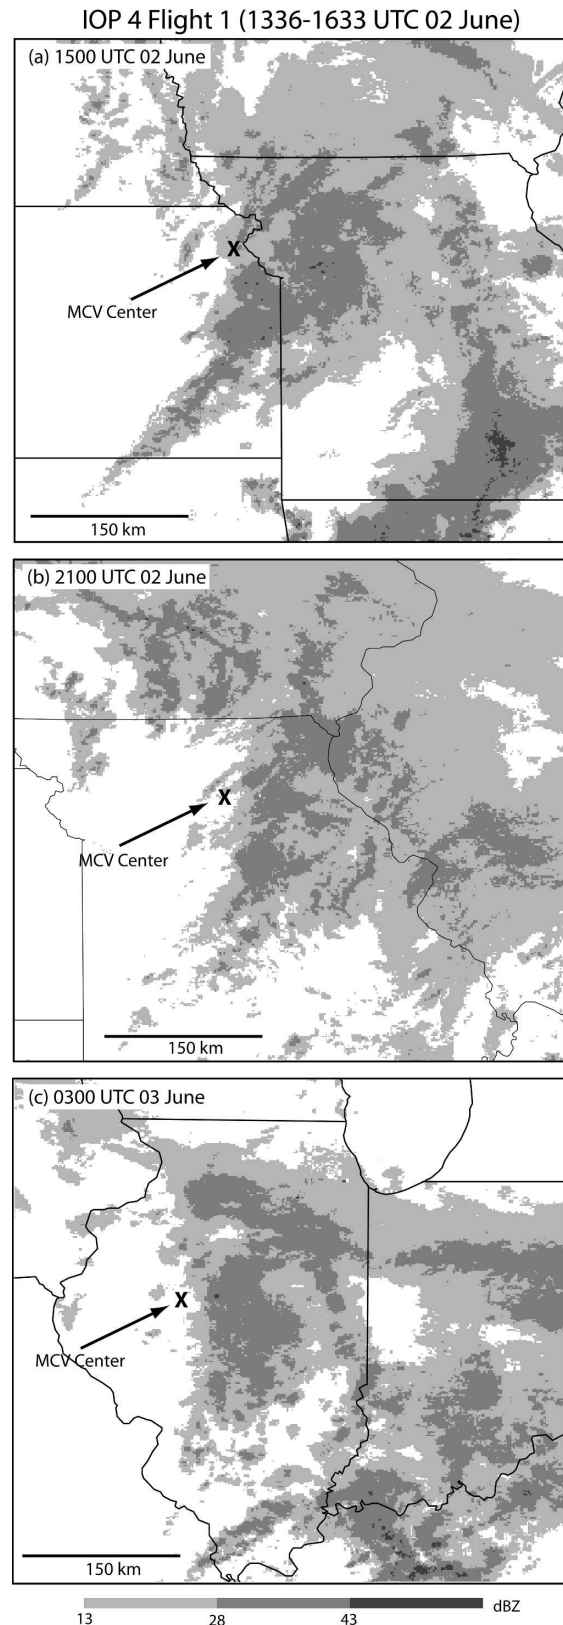 IOP 4 Flight 1 (1336-1633 UTC 02 June)
(a) 1500 UTC 02 June
X
MCV Center
150 km
(b) 2100 UTC 02 June
X
MCV Center
150 km
(c) 0300 UTC 03 June
X
MCV Center
150 km
13 28 43 dBZ